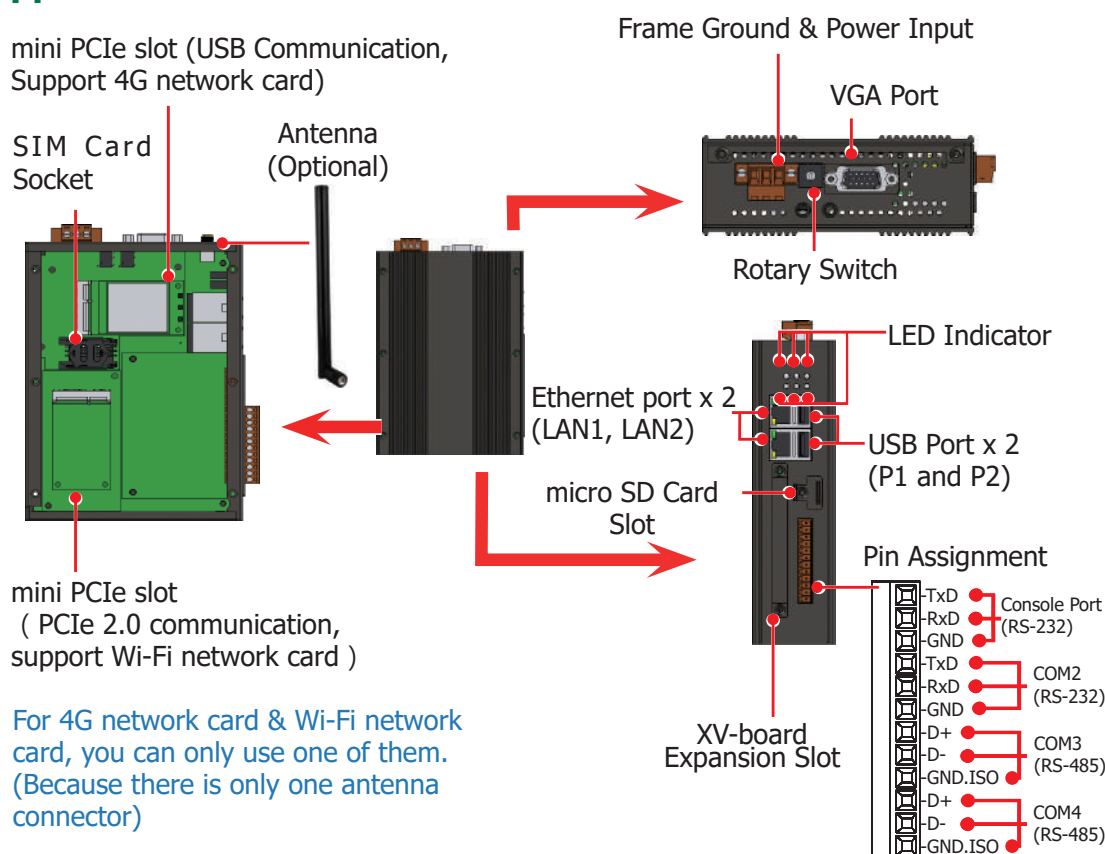 mini PCIe slot (USB Communication,
Support 4G network card)
SIM Card
Socket
Antenna
(Optional)
Frame Ground & Power Input
VGA Port
Rotary Switch
LED Indicator
Ethernet port x 2
(LAN1, LAN2)
USB Port x 2
(P1 and P2)
micro SD Card
Slot
XV-board
Expansion Slot
mini PCIe slot
( PCIe 2.0 communication,
support Wi-Fi network card )
For 4G network card & Wi-Fi network
card, you can only use one of them.
(Because there is only one antenna
connector)
Pin Assignment
TxD
RxD
GND
Console Port
(RS-232)
TxD
RxD
GND
COM2
(RS-232)
D+
D-
GND.ISO
COM3
(RS-485)
D+
D-
GND.ISO
COM4
(RS-485)